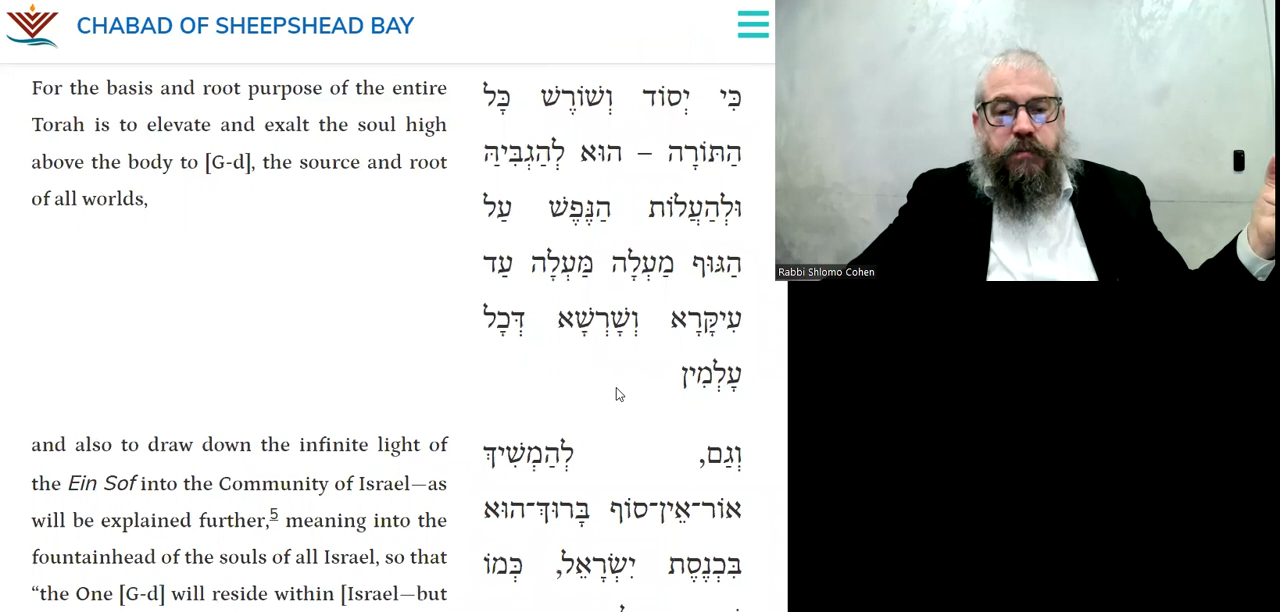 CHABAD OF SHEEPSHEAD BAY
For the basis and root purpose of the entire
Torah is to elevate and exalt the soul high
above the body to [G-d], the source and root
of all worlds,
and also to draw down the infinite light of
the Ein Sof into the Community of Israel—as
will be explained further,5 meaning into the
fountainhead of the souls of all Israel, so that
“the One [G-d] will reside within [Israel—but
כִּי יְסוֹד וְשׁוֹרֶשׁ כָּל
הַתּוֹרָה – הוּא לְהַגְבִּיהַּ
וּלְהַעֲלוֹת הַנֶּפֶשׁ עַל
הַגּוּף מַעְלָה מַּעְלָה עַד
עִיקָּרָא וְשָׁרְשָׁא דְּכָל
עָלְמִין
וְגַם, לְהַמְשִׁיךְ
אוֹר־אֵין־סוֹף בָּרוּךְ־הוּא
בִּכְנֶסֶת יִשְׂרָאֵל, כְּמוֹ
Rabbi Shlomo Cohen